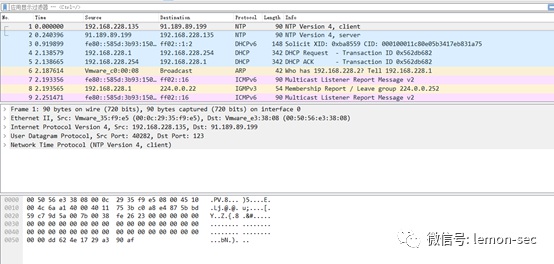 应用显示过滤器 … <Ctrl-/>
No. Time Source Destination Protocol Length Info
1 0.000000 192.168.228.135 91.189.89.199 NTP 90 NTP Version 4, client
2 0.240396 91.189.89.199 192.168.228.135 NTP 90 NTP Version 4, server
3 0.919899 fe80::585d:3b93:150… ff02::1:2 DHCPv6 148 Solicit XID: 0xba8559 CID: 000100011c80e05b3417eb831a75
4 2.138579 192.168.228.1 192.168.228.254 DHCP 342 DHCP Request - Transaction ID 0x562db682
5 2.138665 192.168.228.254 192.168.228.1 DHCP 342 DHCP ACK - Transaction ID 0x562db682
6 2.187614 Vmware_c0:00:08 Broadcast ARP 42 Who has 192.168.228.2? Tell 192.168.228.1
7 2.193356 fe80::585d:3b93:150… ff02::16 ICMPv6 90 Multicast Listener Report Message v2
8 2.193565 192.168.228.1 224.0.0.22 IGMPv3 54 Membership Report / Leave group 224.0.0.252
9 2.251471 fe80::585d:3b93:150… ff02::16 ICMPv6 90 Multicast Listener Report Message v2
Frame 1: 90 bytes on wire (720 bits), 90 bytes captured (720 bits) on interface 0
Ethernet II, Src: Vmware_35:f9:e5 (00:0c:29:35:f9:e5), Dst: Vmware_e3:38:08 (00:50:56:e3:38:08)
Internet Protocol Version 4, Src: 192.168.228.135, Dst: 91.189.89.199
User Datagram Protocol, Src Port: 40282, Dst Port: 123
Network Time Protocol (NTP Version 4, client)
0000 00 50 56 e3 38 08 00 0c 29 35 f9 e5 08 00 45 10 .PV.8... )5....E.
0010 00 4c 6a a1 40 00 40 11 75 3b c0 a8 e4 87 5b bd .Lj.@.@. u;....[.
0020 59 c7 9d 5a 00 7b 00 38 fe 26 23 00 00 00 00 00 Y..Z.{.8 .&#.....
0030 00 00 00 00 00 00 00 00 00 00 00 00 00 00 00 00 ........ ........
0040 00 00 00 00 00 00 00 00 00 00 00 00 00 00 00 00 ........ ........
0050 00 00 dd 62 4e 17 29 a3 90 af ...bN.). ..
微信号: lemon-sec